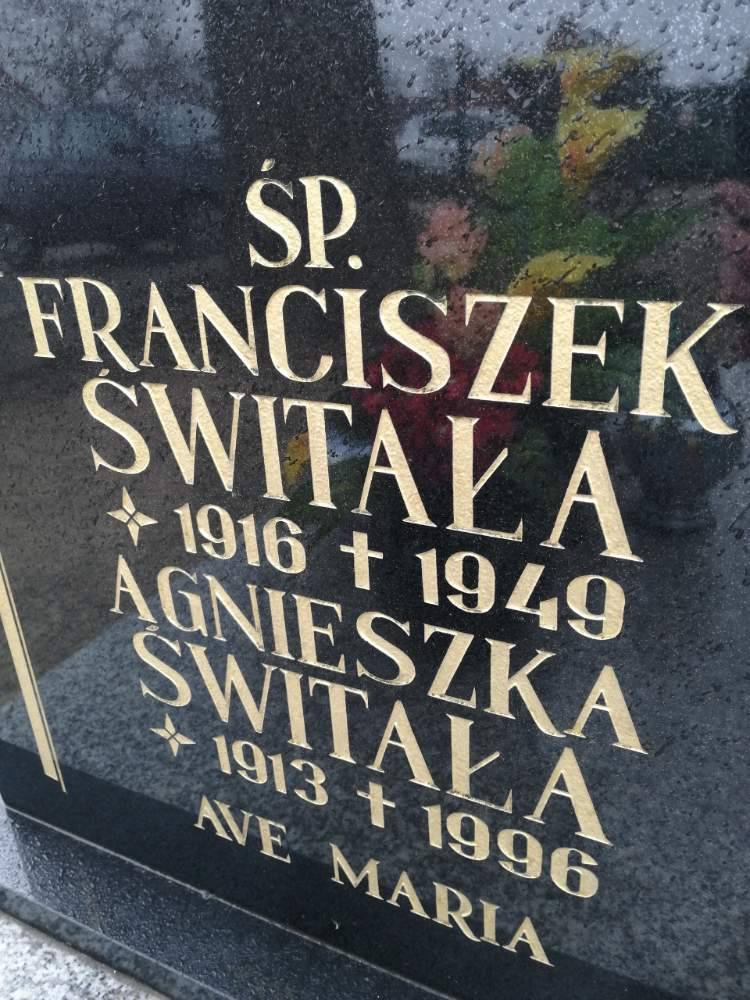 ŚP.
FRANCISZEK
ŚWITAŁA
1916 † 1949
AGNIESZKA
ŚWITAŁA
1913 † 1996
AVE MARIA